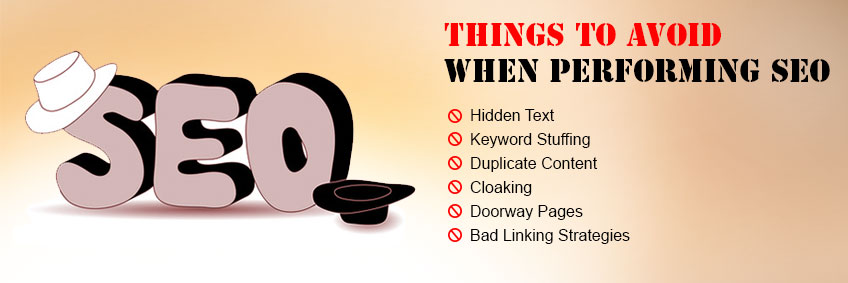 SEO
THINGS TO AVOID
WHEN PERFORMING SEO
Hidden Text
Keyword Stuffing
Duplicate Content
Cloaking
Doorway Pages
Bad Linking Strategies